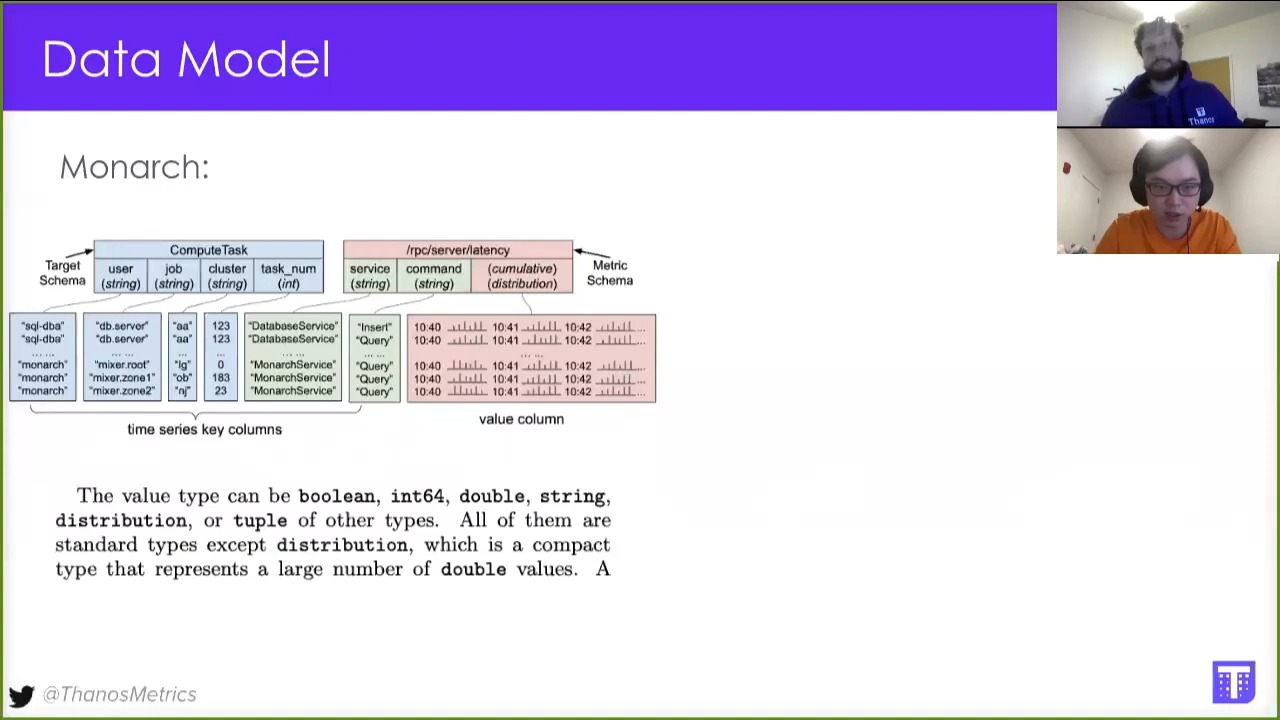 Data Model
Monarch:
ComputeTask
/rpc/server/latency
Target Schema
user (string)
job (string)
cluster (string)
task_num (int)
service (string)
command (string)
(cumulative) (distribution)
Metric Schema
"sql-dba" "db.server" "aa" 123 "DatabaseService" "Insert" 10:40 10:41 10:42 ...
"sql-dba" "db.server" "aa" 123 "DatabaseService" "Query" 10:40 10:41 10:42 ...
... ... ... ... ... ... ... ... ... ... ... ...
"monarch" "mixer.root" "lg" 0 "MonarchService" "Query" 10:40 10:41 10:42 ...
"monarch" "mixer.zone1" "ob" 183 "MonarchService" "Query" 10:40 10:41 10:42 ...
"monarch" "mixer.zone2" "nj" 23 "MonarchService" "Query" 10:40 10:41 10:42 ...
time series key columns
value column
The value type can be boolean, int64, double, string,
distribution, or tuple of other types. All of them are
standard types except distribution, which is a compact
type that represents a large number of double values. A
@ThanosMetrics
T
Thanos